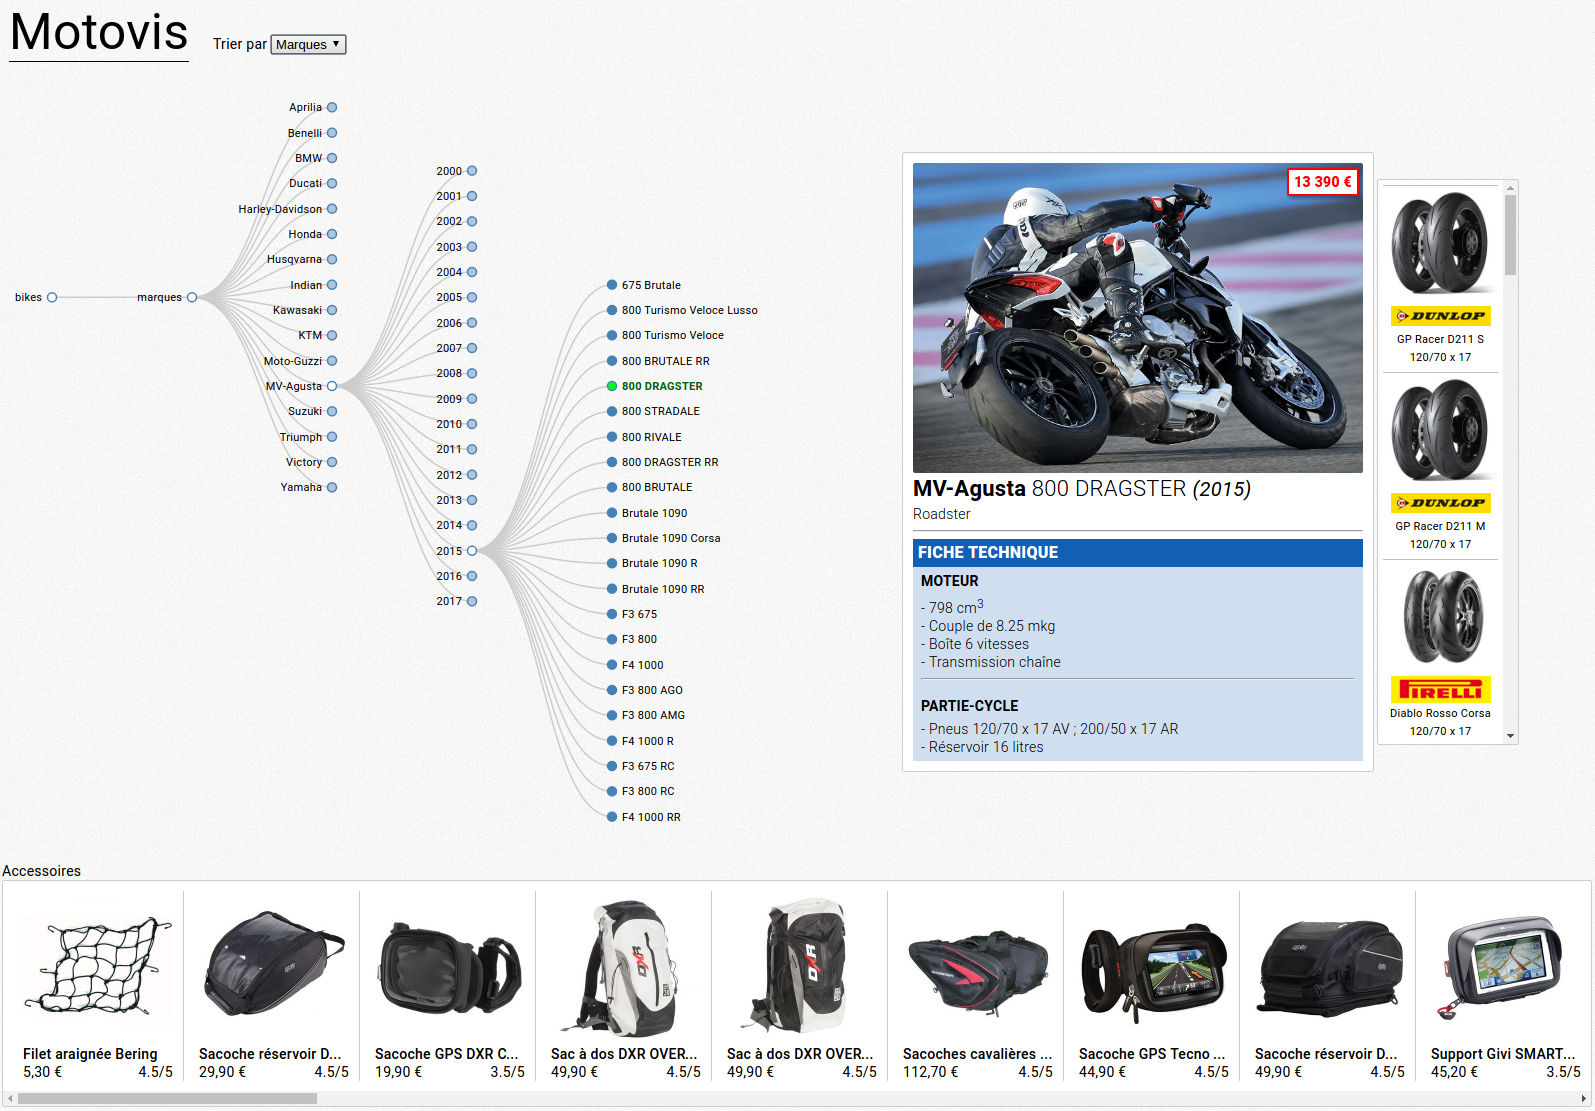 Motovis
Trier par Marques
Aprilia
Benelli
BMW
Ducati
Harley-Davidson
Honda
Husqvarna
Indian
Kawasaki
KTM
Moto-Guzzi
MV-Agusta
Suzuki
Triumph
Victory
Yamaha
bikes
marques
2000
2001
2002
2003
2004
2005
2006
2007
2008
2009
2010
2011
2012
2013
2014
2015
2016
2017
675 Brutale
800 Turismo Veloce Lusso
800 Turismo Veloce
800 BRUTALE RR
800 DRAGSTER
800 STRADALE
800 RIVALE
800 DRAGSTER RR
800 BRUTALE
Brutale 1090
Brutale 1090 Corsa
Brutale 1090 R
Brutale 1090 RR
F3 675
F3 800
F4 1000
F3 800 AGO
F3 800 AMG
F4 1000 R
F3 675 RC
F3 800 RC
F4 1000 RR
13 390 €
MV-Agusta 800 DRAGSTER (2015)
Roadster
FICHE TECHNIQUE
MOTEUR
- 798 cm³
- Couple de 8.25 mkg
- Boîte 6 vitesses
- Transmission chaîne
PARTIE-CYCLE
- Pneus 120/70 x 17 AV ; 200/50 x 17 AR
- Réservoir 16 litres
DUNLOP
GP Racer D211 S
120/70 x 17
DUNLOP
GP Racer D211 M
120/70 x 17
PIRELLI
Diablo Rosso Corsa
120/70 x 17
Accessoires
Filet araignée Bering
5,30 € 4.5/5
Sacoche réservoir D...
29,90 € 4.5/5
Sacoche GPS DXR C...
19,90 € 3.5/5
DXR
Sac à dos DXR OVER...
49,90 € 4.5/5
DXR
Sac à dos DXR OVER...
49,90 € 4.5/5
Sacoches cavalières ...
112,70 € 4.5/5
Sacoche GPS Tecno ...
44,90 € 4.5/5
Sacoche réservoir D...
49,90 € 4.5/5
Support Givi SMART...
45,20 € 3.5/5